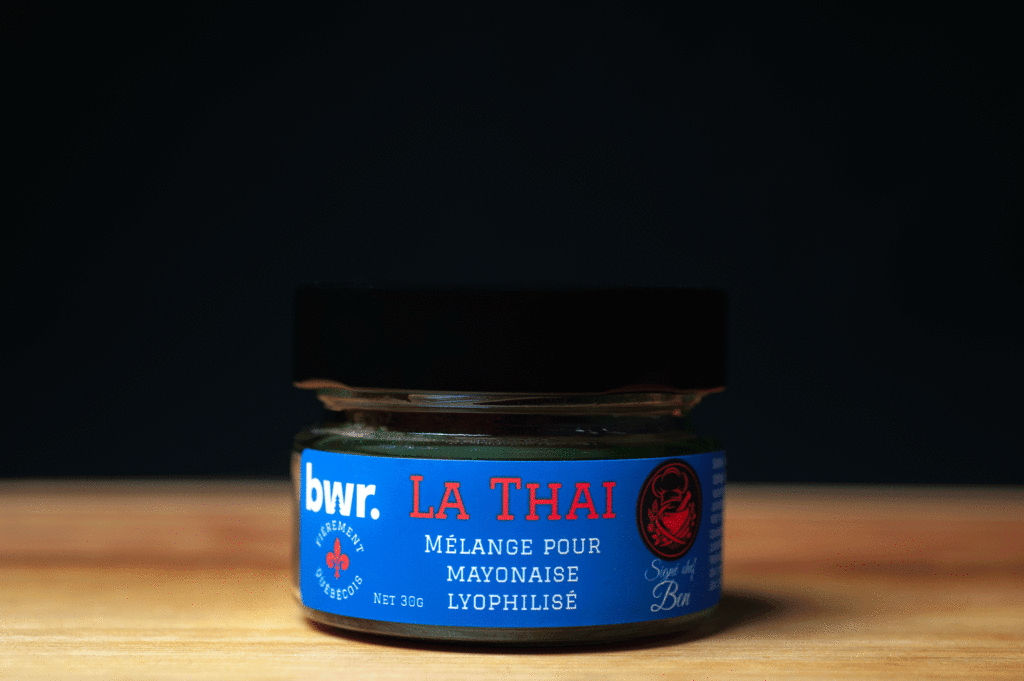 bwr.
LA THAI
FIÈREMENT
QUÉBÉCOIS
MÉLANGE POUR
MAYONAISE
LYOPHILISÉ
NET 30G
Signé chef
Ben